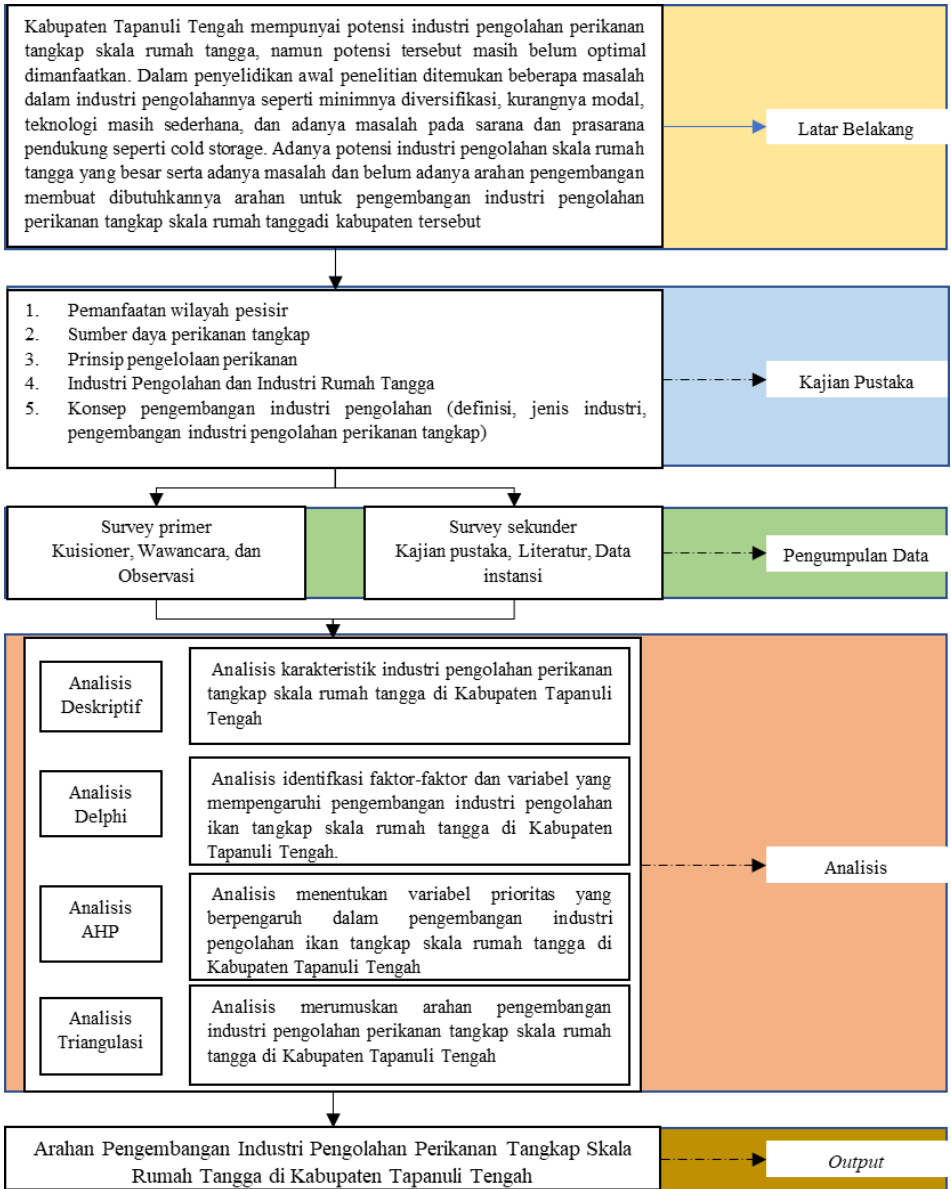 Kabupaten Tapanuli Tengah mempunyai potensi industri pengolahan perikanan
tangkap skala rumah tangga, namun potensi tersebut masih belum optimal
dimanfaatkan. Dalam penyelidikan awal penelitian ditemukan beberapa masalah
dalam industri pengolahannya seperti minimnya diversifikasi, kurangnya modal,
teknologi masih sederhana, dan adanya masalah pada sarana dan prasarana
pendukung seperti cold storage. Adanya potensi industri pengolahan skala rumah
tangga yang besar serta adanya masalah dan belum adanya arahan pengembangan
membuat dibutuhkannya arahan untuk pengembangan industri pengolahan
perikanan tangkap skala rumah tanggadi kabupaten tersebut
Latar Belakang
1. Pemanfaatan wilayah pesisir
2. Sumber daya perikanan tangkap
3. Prinsip pengelolaan perikanan
4. Industri Pengolahan dan Industri Rumah Tangga
5. Konsep pengembangan industri pengolahan (definisi, jenis industri,
pengembangan industri pengolahan perikanan tangkap)
Kajian Pustaka
Survey primer
Kuisioner, Wawancara, dan
Observasi
Survey sekunder
Kajian pustaka, Literatur, Data
instansi
Pengumpulan Data
Analisis
Deskriptif
Analisis karakteristik industri pengolahan perikanan
tangkap skala rumah tangga di Kabupaten Tapanuli
Tengah
Analisis
Delphi
Analisis identifkasi faktor-faktor dan variabel yang
mempengaruhi pengembangan industri pengolahan
ikan tangkap skala rumah tangga di Kabupaten
Tapanuli Tengah.
Analisis
AHP
Analisis menentukan variabel prioritas yang
berpengaruh dalam pengembangan industri
pengolahan ikan tangkap skala rumah tangga di
Kabupaten Tapanuli Tengah
Analisis
Triangulasi
Analisis merumuskan arahan pengembangan
industri pengolahan perikanan tangkap skala rumah
tangga di Kabupaten Tapanuli Tengah
Analisis
Arahan Pengembangan Industri Pengolahan Perikanan Tangkap Skala
Rumah Tangga di Kabupaten Tapanuli Tengah
Output